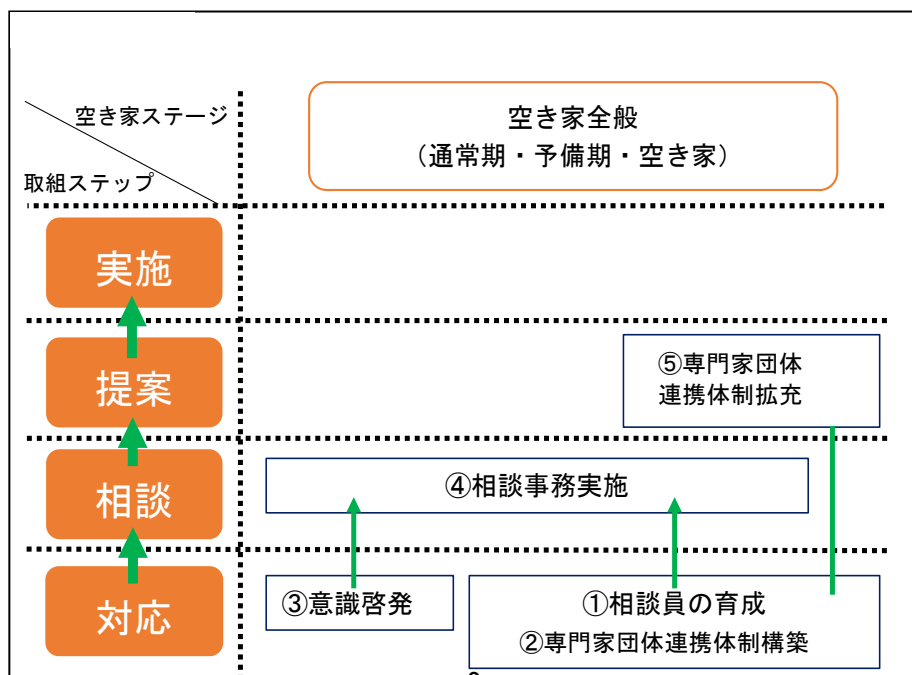 空き家ステージ
取組ステップ
空き家全般
（通常期・予備期・空き家）
実施
提案
⑤専門家団体
連携体制拡充
相談
④相談事務実施
対応
③意識啓発
①相談員の育成
②専門家団体連携体制構築